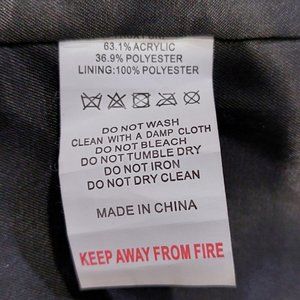 63.1% ACRYLIC
36.9% POLYESTER
LINING:100% POLYESTER
DO NOT WASH
CLEAN WITH A DAMP CLOTH
DO NOT BLEACH
DO NOT TUMBLE DRY
DO NOT IRON
DO NOT DRY CLEAN
MADE IN CHINA
KEEP AWAY FROM FIRE